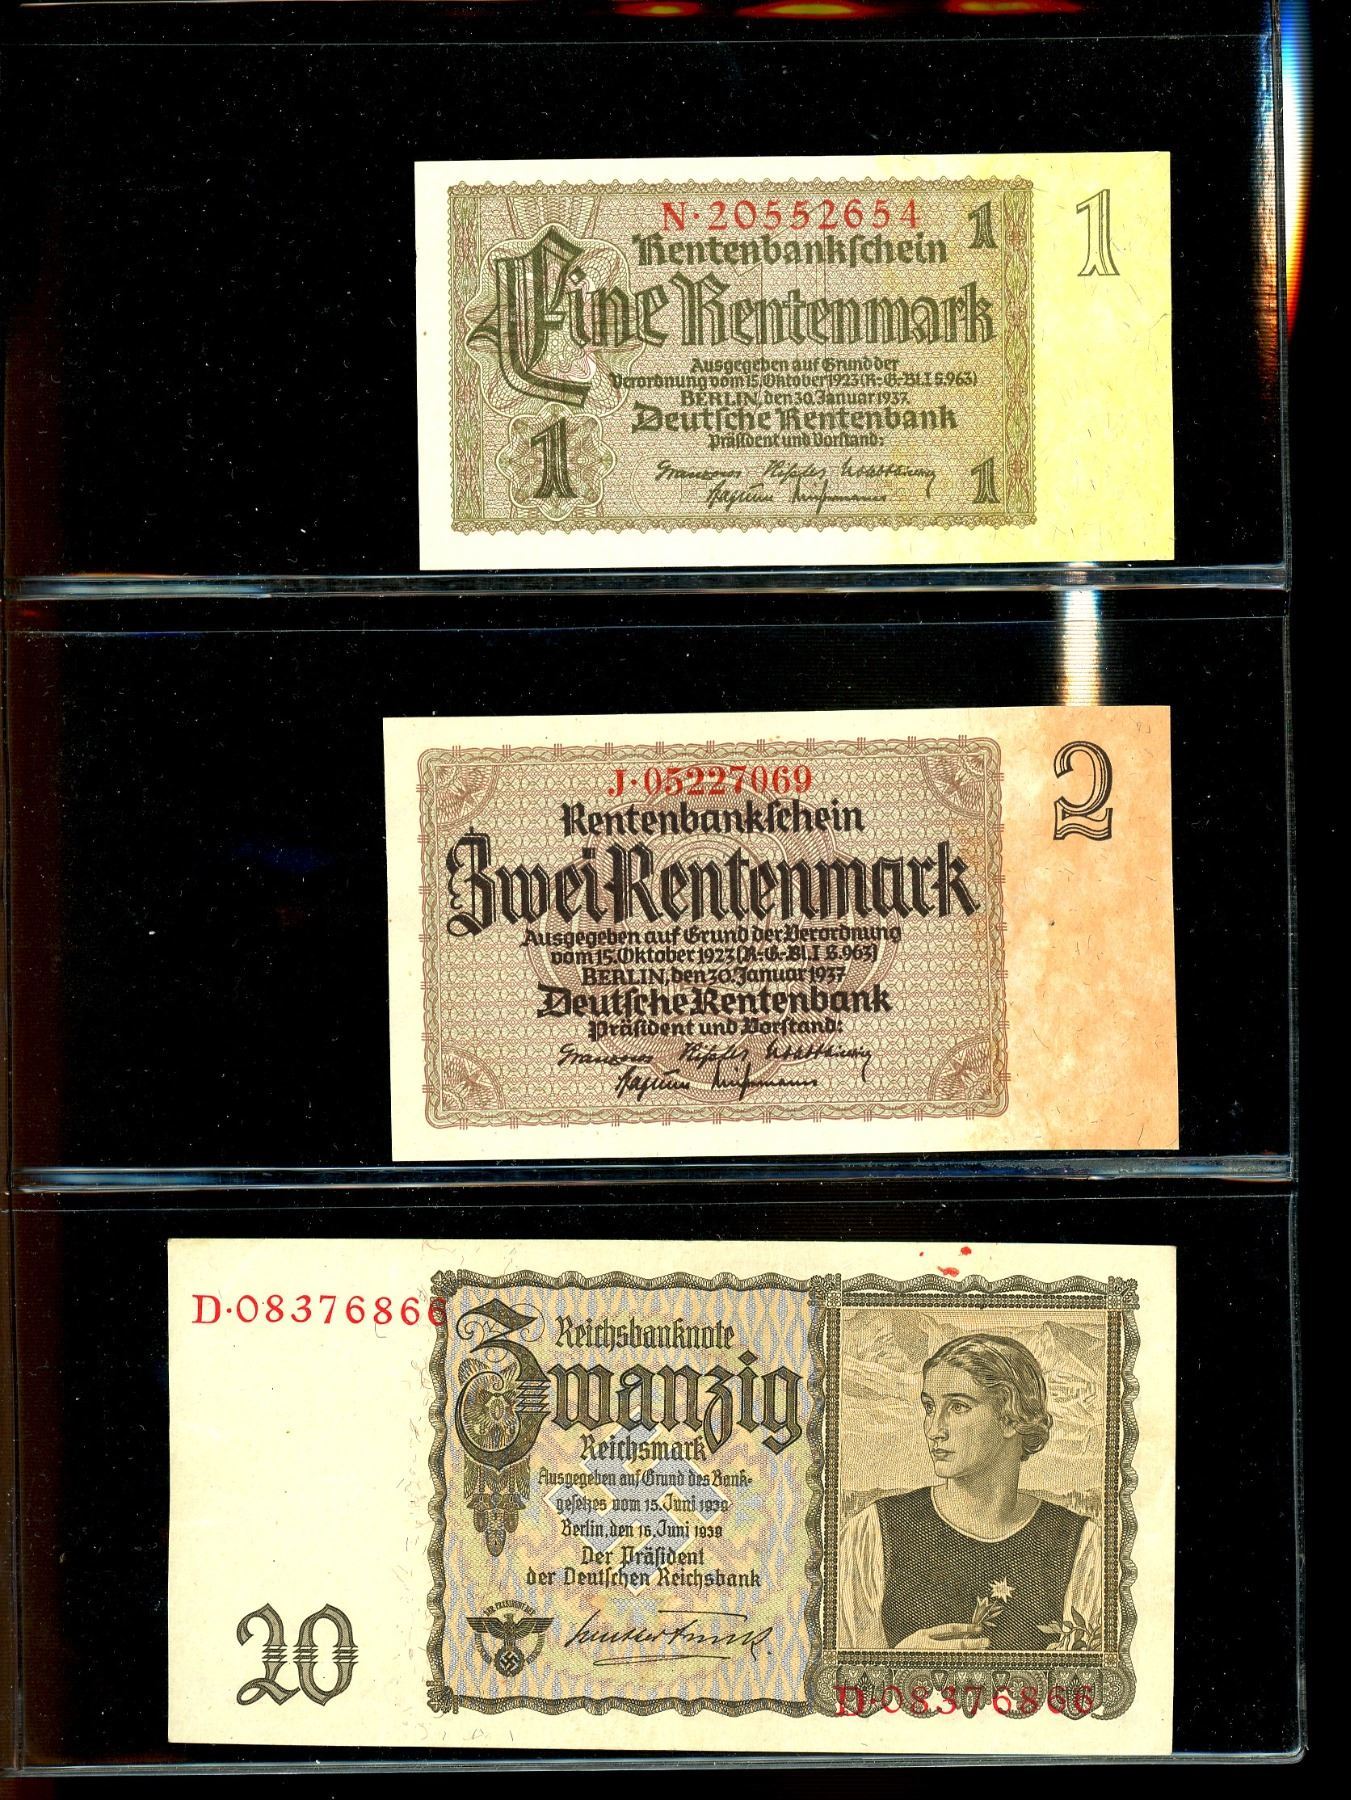 N·20552654
1
1
Rentenbankſchein
Eine Rentenmark
Ausgegeben auf Grund der
Verordnung vom 15. Oktober 1923 (R.-G.-Bl. I S. 963)
BERLIN, den 30. Januar 1937.
Deutſche Rentenbank
Präſident und Vorſtand:
1
1
J·05227069
2
Rentenbankſchein
Zwei Rentenmark
Ausgegeben auf Grund der Verordnung
vom 15. Oktober 1923 (R.-G.-Bl. I S. 963)
BERLIN, den 30. Januar 1937
Deutſche Rentenbank
Präſident und Vorſtand:
D·08376866
Reichsbanknote
Zwanzig
Reichsmark
Ausgegeben auf Grund des Bank-
geſetzes vom 15. Juni 1939
Berlin, den 16. Juni 1939
Der Präſident
der Deutſchen Reichsbank
20
D·08376866